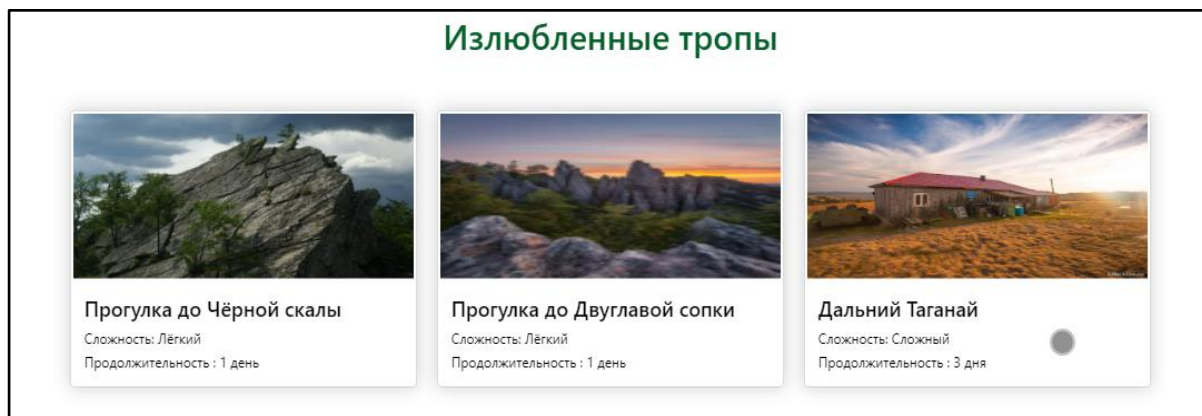 Излюбленные тропы
Прогулка до Чёрной скалы
Сложность: Лёгкий
Продолжительность : 1 день
Прогулка до Двуглавой сопки
Сложность: Лёгкий
Продолжительность : 1 день
Дальний Таганай
Сложность: Сложный
Продолжительность : 3 дня